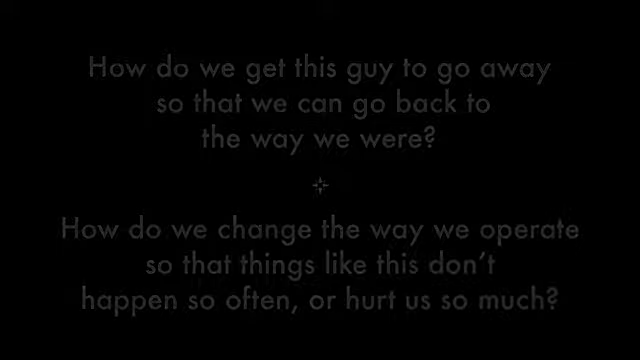 How do we get this guy to go away
so that we can go back to
the way we were?
How do we change the way we operate
so that things like this don’t
happen so often, or hurt us so much?